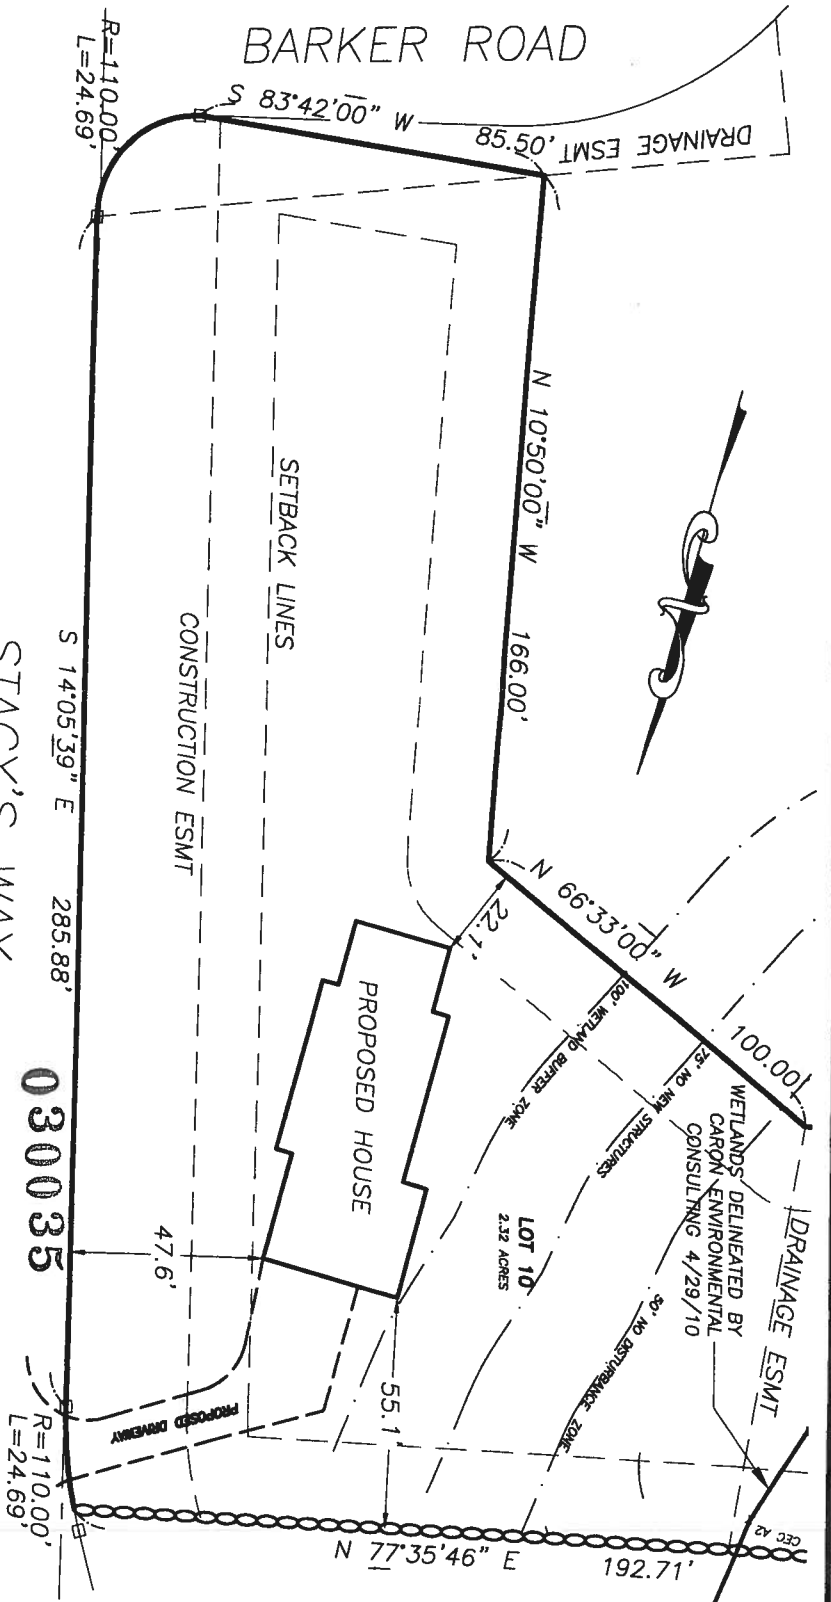 BARKER ROAD
R=110.00'
L=24.69'
S 83°42'00" W
85.50'
DRAINAGE ESMT
N 10°50'00" W 166.00'
SETBACK LINES
CONSTRUCTION ESMT
S 14°05'39" E 285.88'
STACY'S WAY
N 66°33'00" W
100.00'
22.1'
PROPOSED HOUSE
100' WETLAND BUFFER ZONE
75' NO NEW STRUCTURES
WETLANDS DELINEATED BY
CARON ENVIRONMENTAL
CONSULTING 4/29/10
DRAINAGE ESMT
LOT 10
2.32 ACRES
50' NO DISTURBANCE ZONE
030035
47.6'
55.1
PROPOSED DRIVEWAY
R=110.00'
L=24.69'
N 77°35'46" E 192.71'
CEC A2